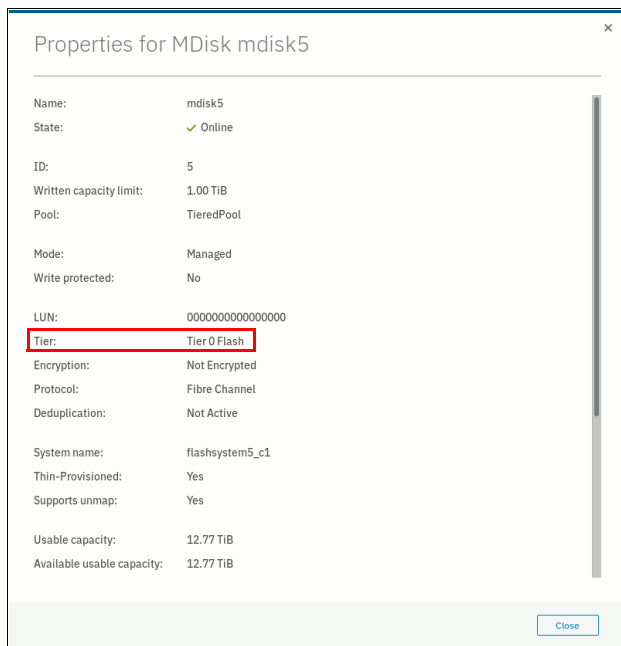 Properties for MDisk mdisk5
Name: mdisk5
State: Online
ID: 5
Written capacity limit: 1.00 TiB
Pool: TieredPool
Mode: Managed
Write protected: No
LUN: 0000000000000000
Tier: Tier 0 Flash
Encryption: Not Encrypted
Protocol: Fibre Channel
Deduplication: Not Active
System name: flashsystem5_c1
Thin-Provisioned: Yes
Supports unmap: Yes
Usable capacity: 12.77 TiB
Available usable capacity: 12.77 TiB
Close